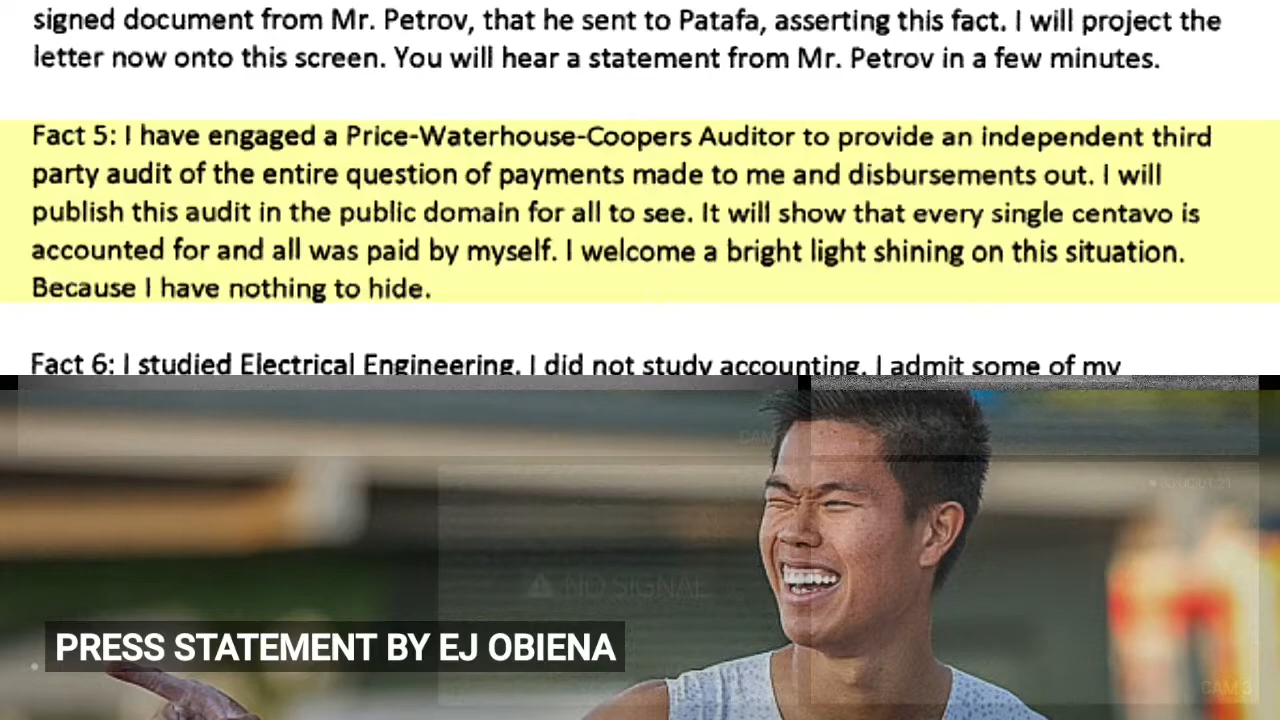 signed document from Mr. Petrov, that he sent to Patafa, asserting this fact. I will project the
letter now onto this screen. You will hear a statement from Mr. Petrov in a few minutes.
Fact 5: I have engaged a Price-Waterhouse-Coopers Auditor to provide an independent third
party audit of the entire question of payments made to me and disbursements out. I will
publish this audit in the public domain for all to see. It will show that every single centavo is
accounted for and all was paid by myself. I welcome a bright light shining on this situation.
Because I have nothing to hide.
Fact 6: I studied Electrical Engineering. I did not study accounting. I admit some of my
NO SIGNAL
PRESS STATEMENT BY EJ OBIENA
CAM 3